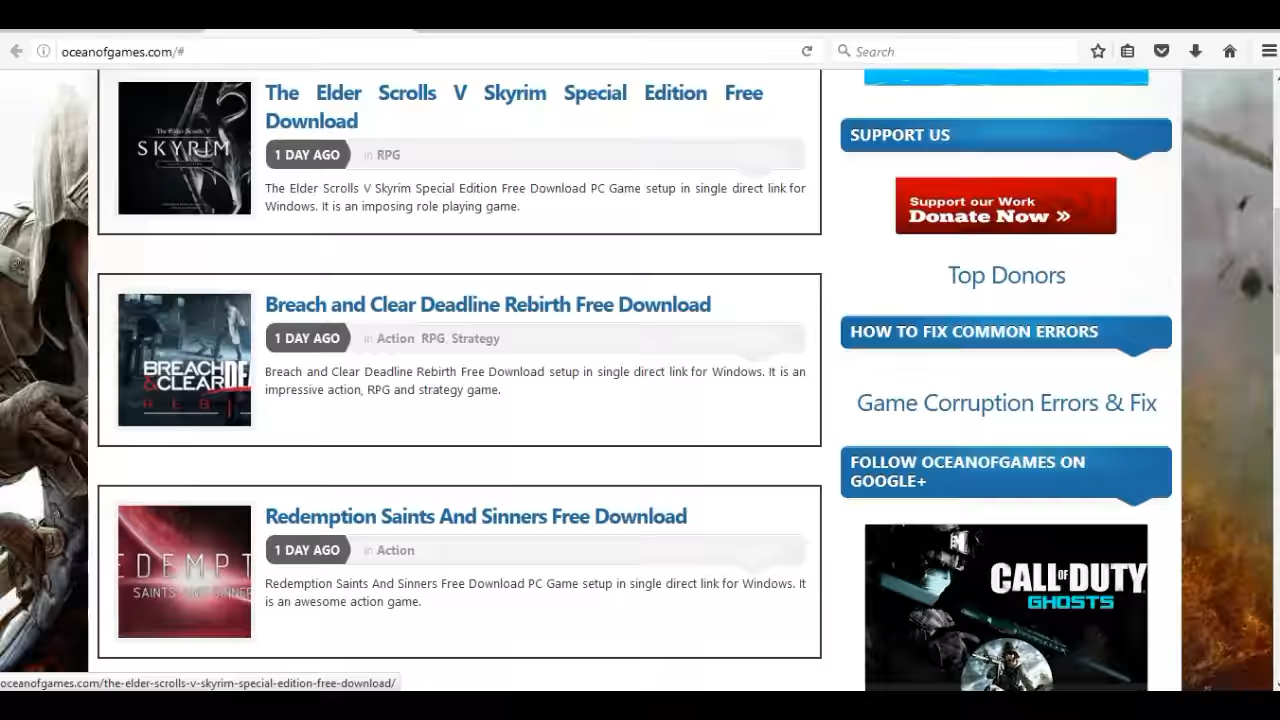 oceanofgames.com/#
Search
The Elder Scrolls V Skyrim Special Edition Free
Download
1 DAY AGO in RPG
The Elder Scrolls V Skyrim Special Edition Free Download PC Game setup in single direct link for
Windows. It is an imposing role playing game.
The Elder Scrolls V
SKYRIM
Breach and Clear Deadline Rebirth Free Download
1 DAY AGO in Action RPG Strategy
Breach and Clear Deadline Rebirth Free Download setup in single direct link for Windows. It is an
impressive action, RPG and strategy game.
BREACH
& CLEAR DEA
REBI
Redemption Saints And Sinners Free Download
1 DAY AGO in Action
Redemption Saints And Sinners Free Download PC Game setup in single direct link for Windows. It
is an awesome action game.
EDEMPT
SAINTS AND SINNER
SUPPORT US
Support our Work
Donate Now »
Top Donors
HOW TO FIX COMMON ERRORS
Game Corruption Errors & Fix
FOLLOW OCEANOFGAMES ON
GOOGLE+
CALL OF DUTY
GHOSTS
oceanofgames.com/the-elder-scrolls-v-skyrim-special-edition-free-download/